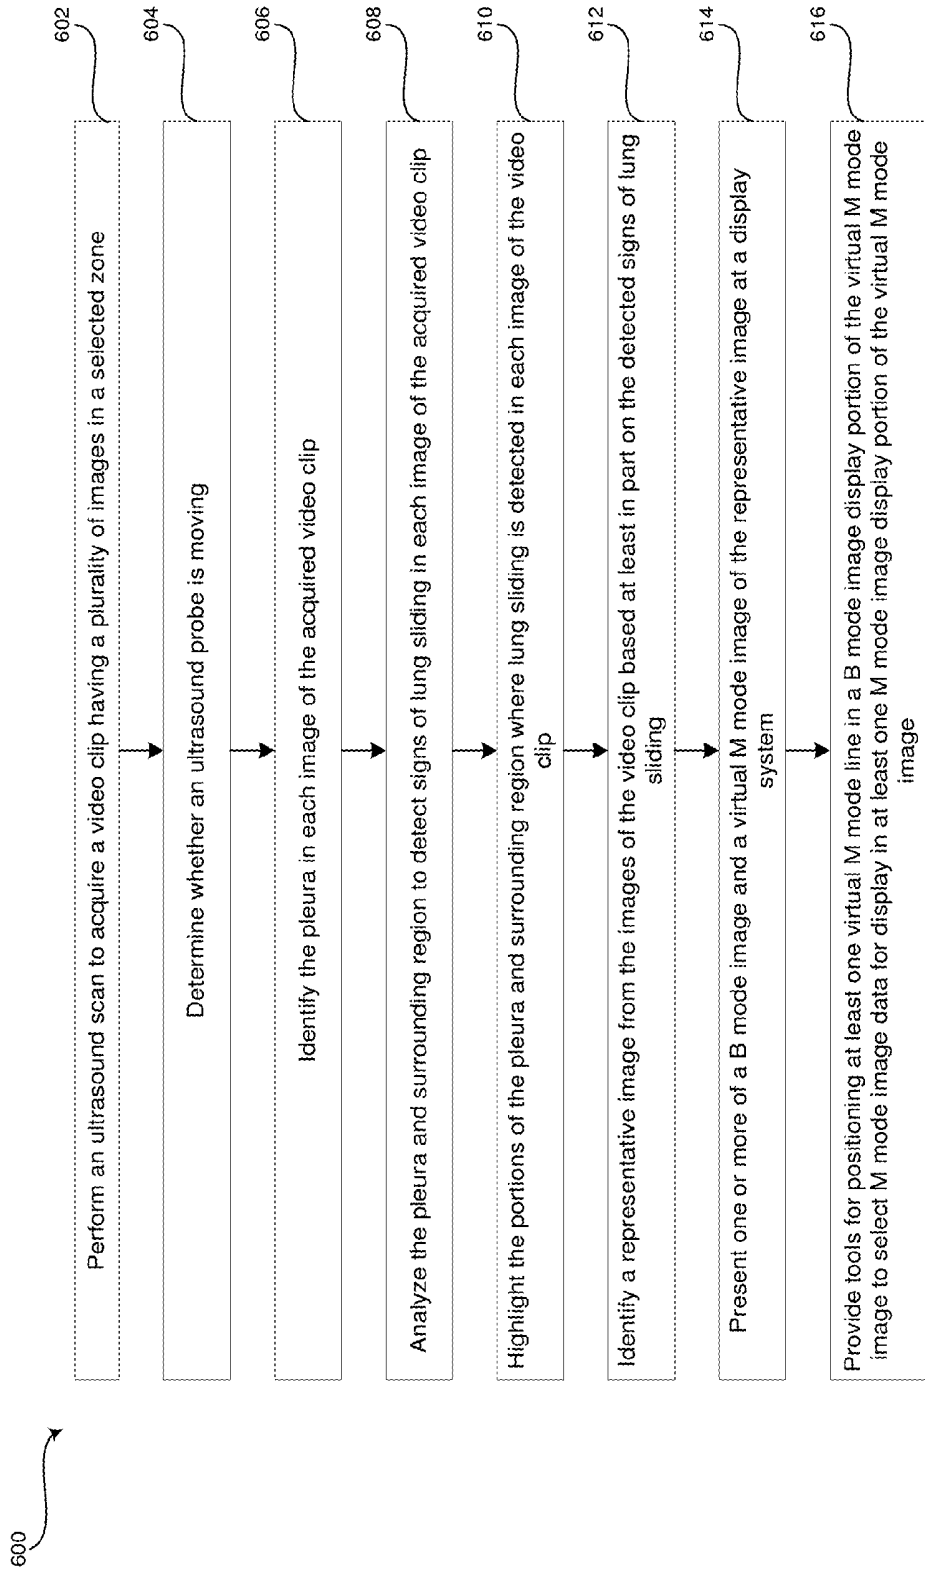 600
602
Perform an ultrasound scan to acquire a video clip having a plurality of images in a selected zone
604
Determine whether an ultrasound probe is moving
606
Identify the pleura in each image of the acquired video clip
608
Analyze the pleura and surrounding region to detect signs of lung sliding in each image of the acquired video clip
610
Highlight the portions of the pleura and surrounding region where lung sliding is detected in each image of the video
clip
612
Identify a representative image from the images of the video clip based at least in part on the detected signs of lung
sliding
614
Present one or more of a B mode image and a virtual M mode image of the representative image at a display
system
616
Provide tools for positioning at least one virtual M mode line in a B mode image display portion of the virtual M mode
image to select M mode image data for display in at least one M mode image display portion of the virtual M mode
image